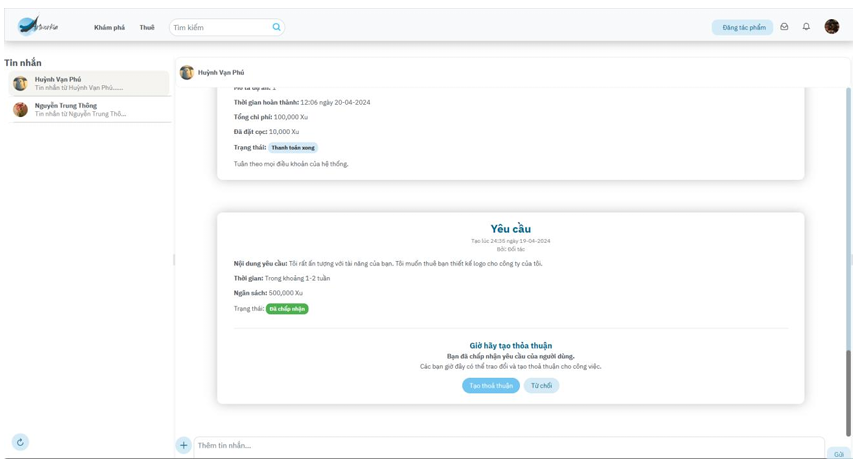 Khám phá
Thuê
Tìm kiếm
Đăng tác phẩm
Tin nhắn
Huỳnh Vạn Phú
Tin nhắn từ Huỳnh Vạn Phú......
Nguyễn Trung Thông
Tin nhắn từ Nguyễn Trung Thô...
Huỳnh Vạn Phú
Thời gian hoàn thành: 12:06 ngày 20-04-2024
Tổng chi phí: 100,000 Xu
Đã đặt cọc: 10,000 Xu
Trạng thái: Thanh toán xong
Tuân theo mọi điều khoản của hệ thống.
Yêu cầu
Tạo lúc 24:35 ngày 19-04-2024
Bởi: Đối tác
Nội dung yêu cầu: Tôi rất ấn tượng với tài năng của bạn. Tôi muốn thuê bạn thiết kế logo cho công ty của tôi.
Thời gian: Trong khoảng 1-2 tuần
Ngân sách: 500,000 Xu
Trạng thái: Đã chấp nhận
Giờ hãy tạo thỏa thuận
Bạn đã chấp nhận yêu cầu của người dùng.
Các bạn giờ đây có thể trao đổi và tạo thoả thuận cho công việc.
Tạo thoả thuận
Từ chối
Thêm tin nhắn...
Gửi